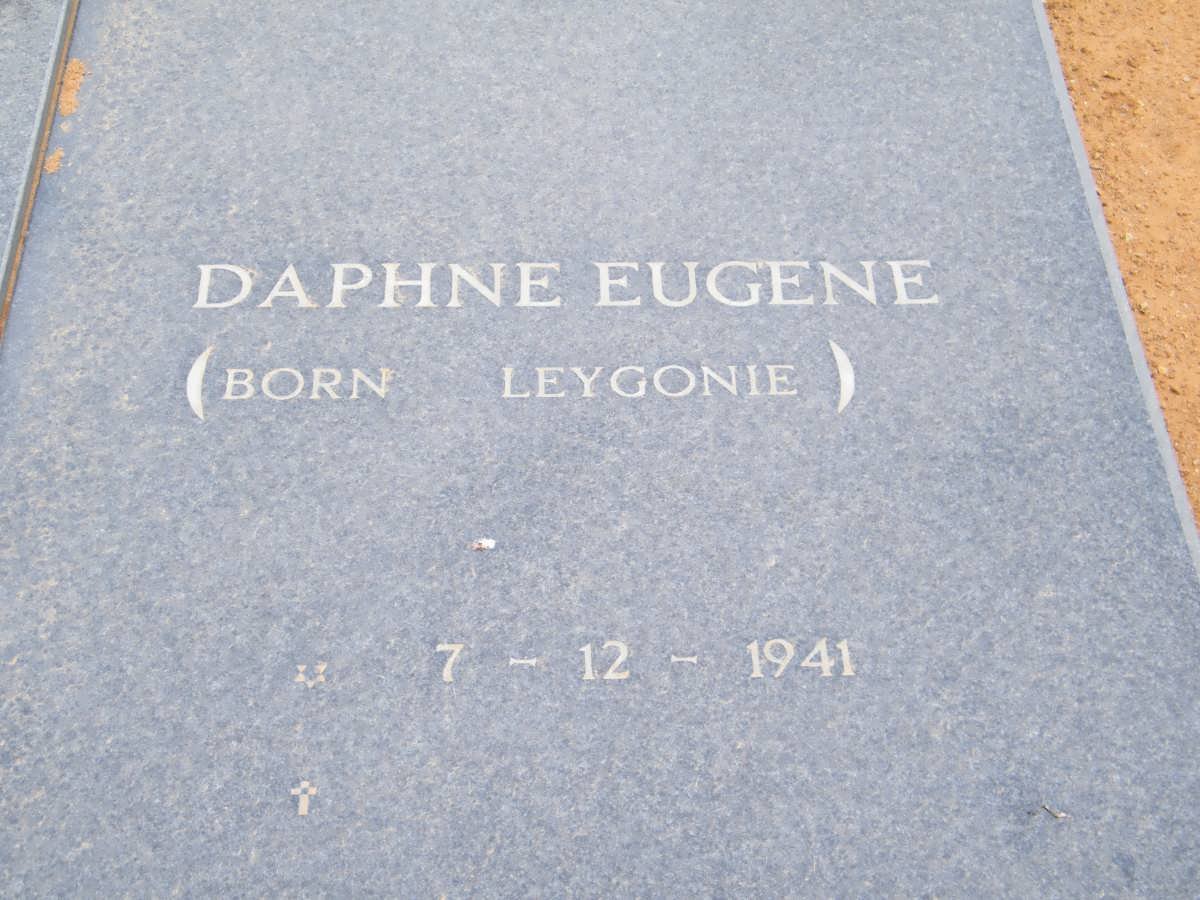 DAPHNE EUGENE
(BORN LEYGONIE)
7 - 12 - 1941